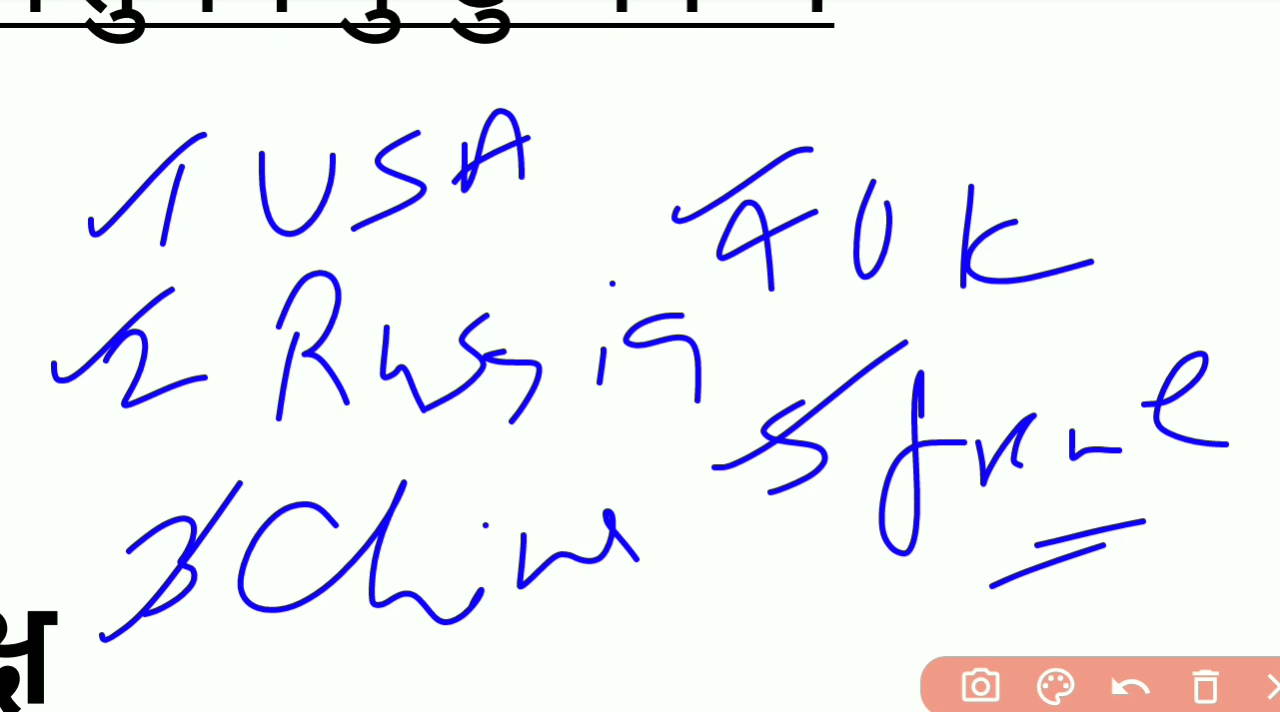 1 USA
2 Russia
3 China
4 UK
5 france
क्ष